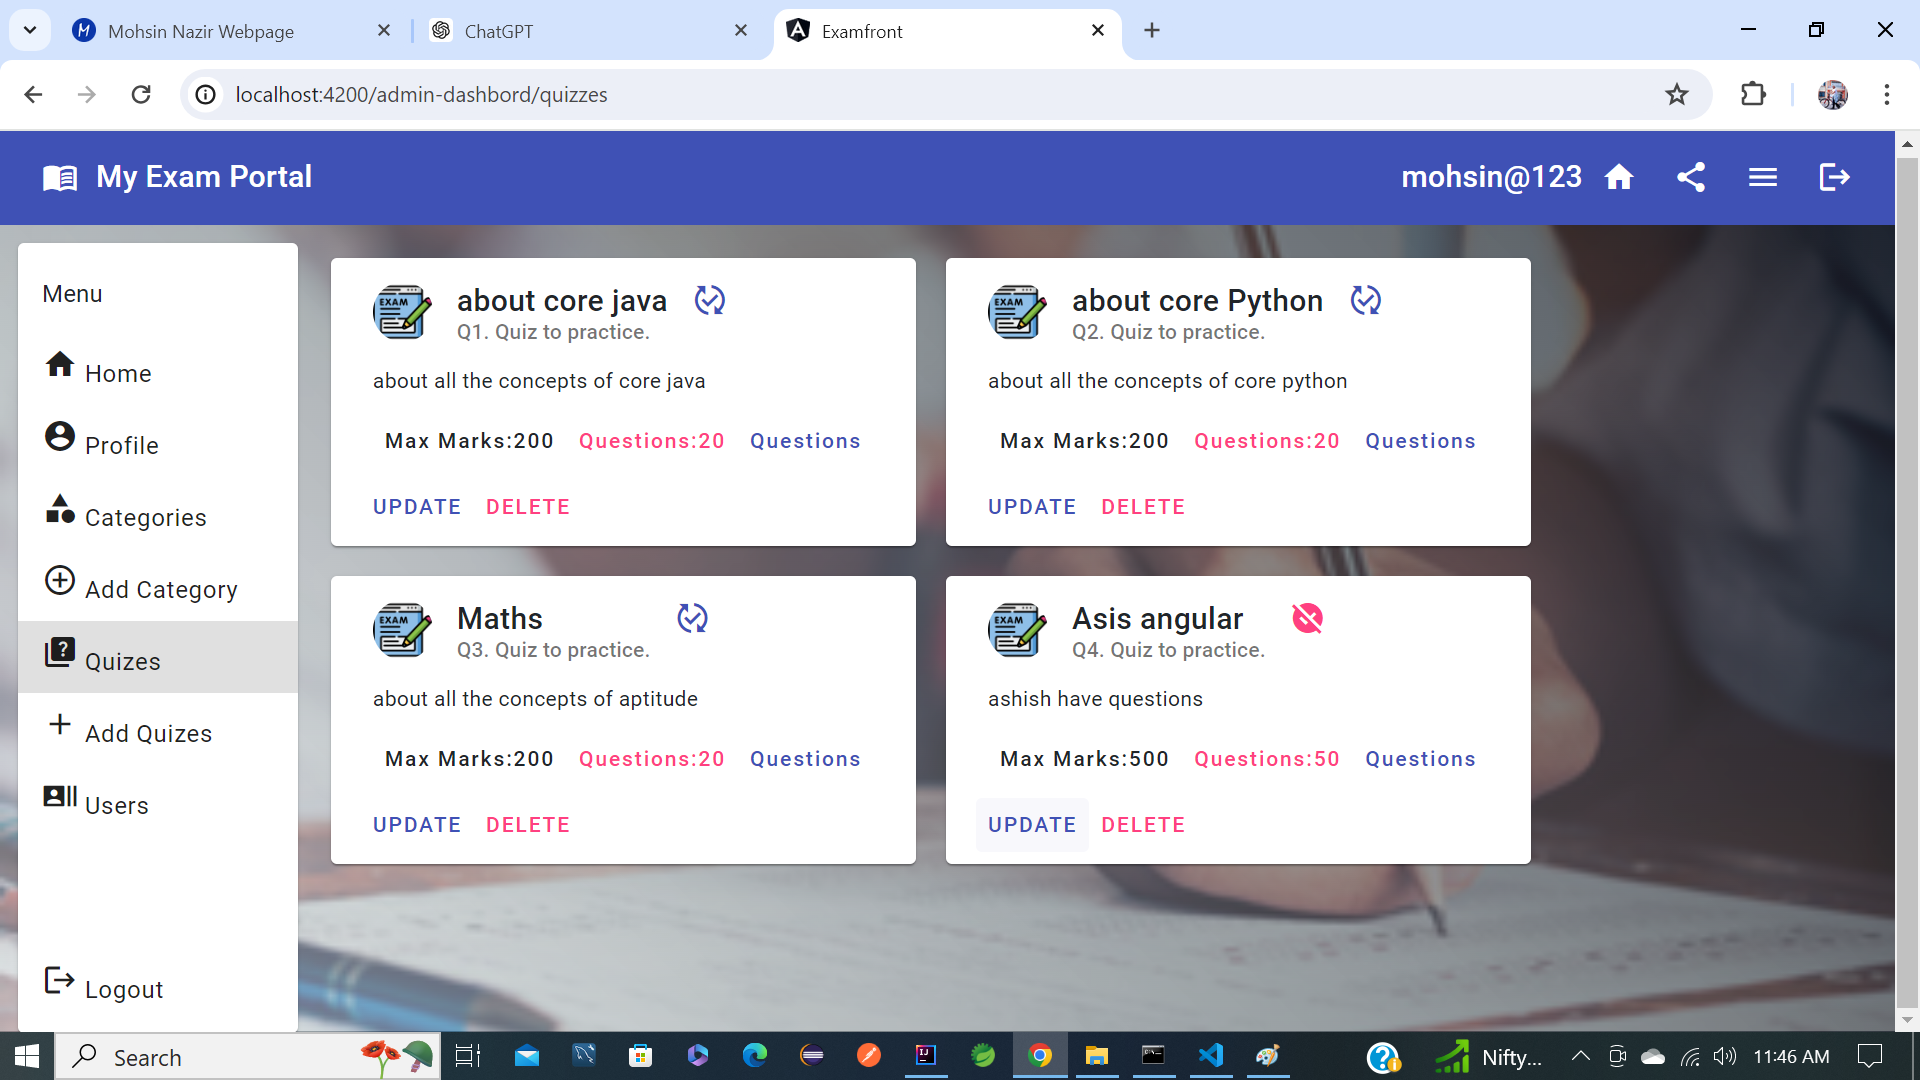 Mohsin Nazir Webpage
ChatGPT
Examfront
localhost:4200/admin-dashbord/quizzes
My Exam Portal
mohsin@123
Menu
Home
Profile
Categories
Add Category
Quizes
Add Quizes
Users
Logout
EXAM
about core java
Q1. Quiz to practice.
about all the concepts of core java
Max Marks:200 Questions:20 Questions
UPDATE DELETE
EXAM
about core Python
Q2. Quiz to practice.
about all the concepts of core python
Max Marks:200 Questions:20 Questions
UPDATE DELETE
EXAM
Maths
Q3. Quiz to practice.
about all the concepts of aptitude
Max Marks:200 Questions:20 Questions
UPDATE DELETE
EXAM
Asis angular
Q4. Quiz to practice.
ashish have questions
Max Marks:500 Questions:50 Questions
UPDATE DELETE
Search
Nifty...
11:46 AM